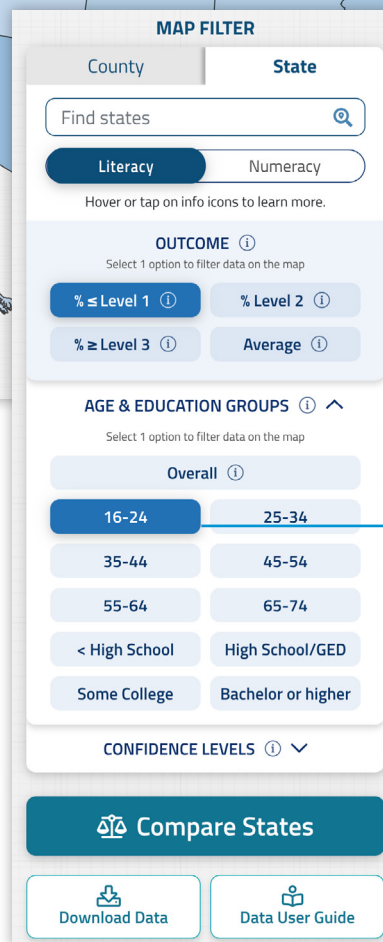 MAP FILTER
County State
Find states
Literacy Numeracy
Hover or tap on info icons to learn more.
OUTCOME
Select 1 option to filter data on the map
% ≤ Level 1 % Level 2
% ≥ Level 3 Average
AGE & EDUCATION GROUPS
Select 1 option to filter data on the map
Overall
16-24 25-34
35-44 45-54
55-64 65-74
< High School High School/GED
Some College Bachelor or higher
CONFIDENCE LEVELS
Compare States
Download Data Data User Guide